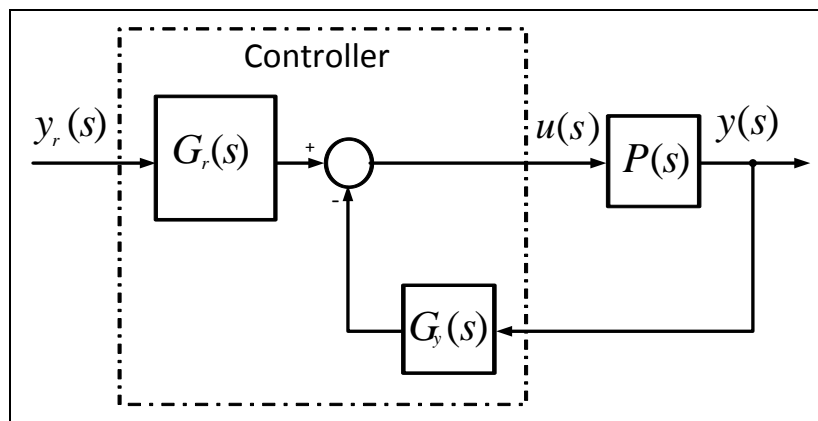 Controller
y_r(s)
G_r(s)
+
-
u(s)
P(s)
y(s)
G_y(s)